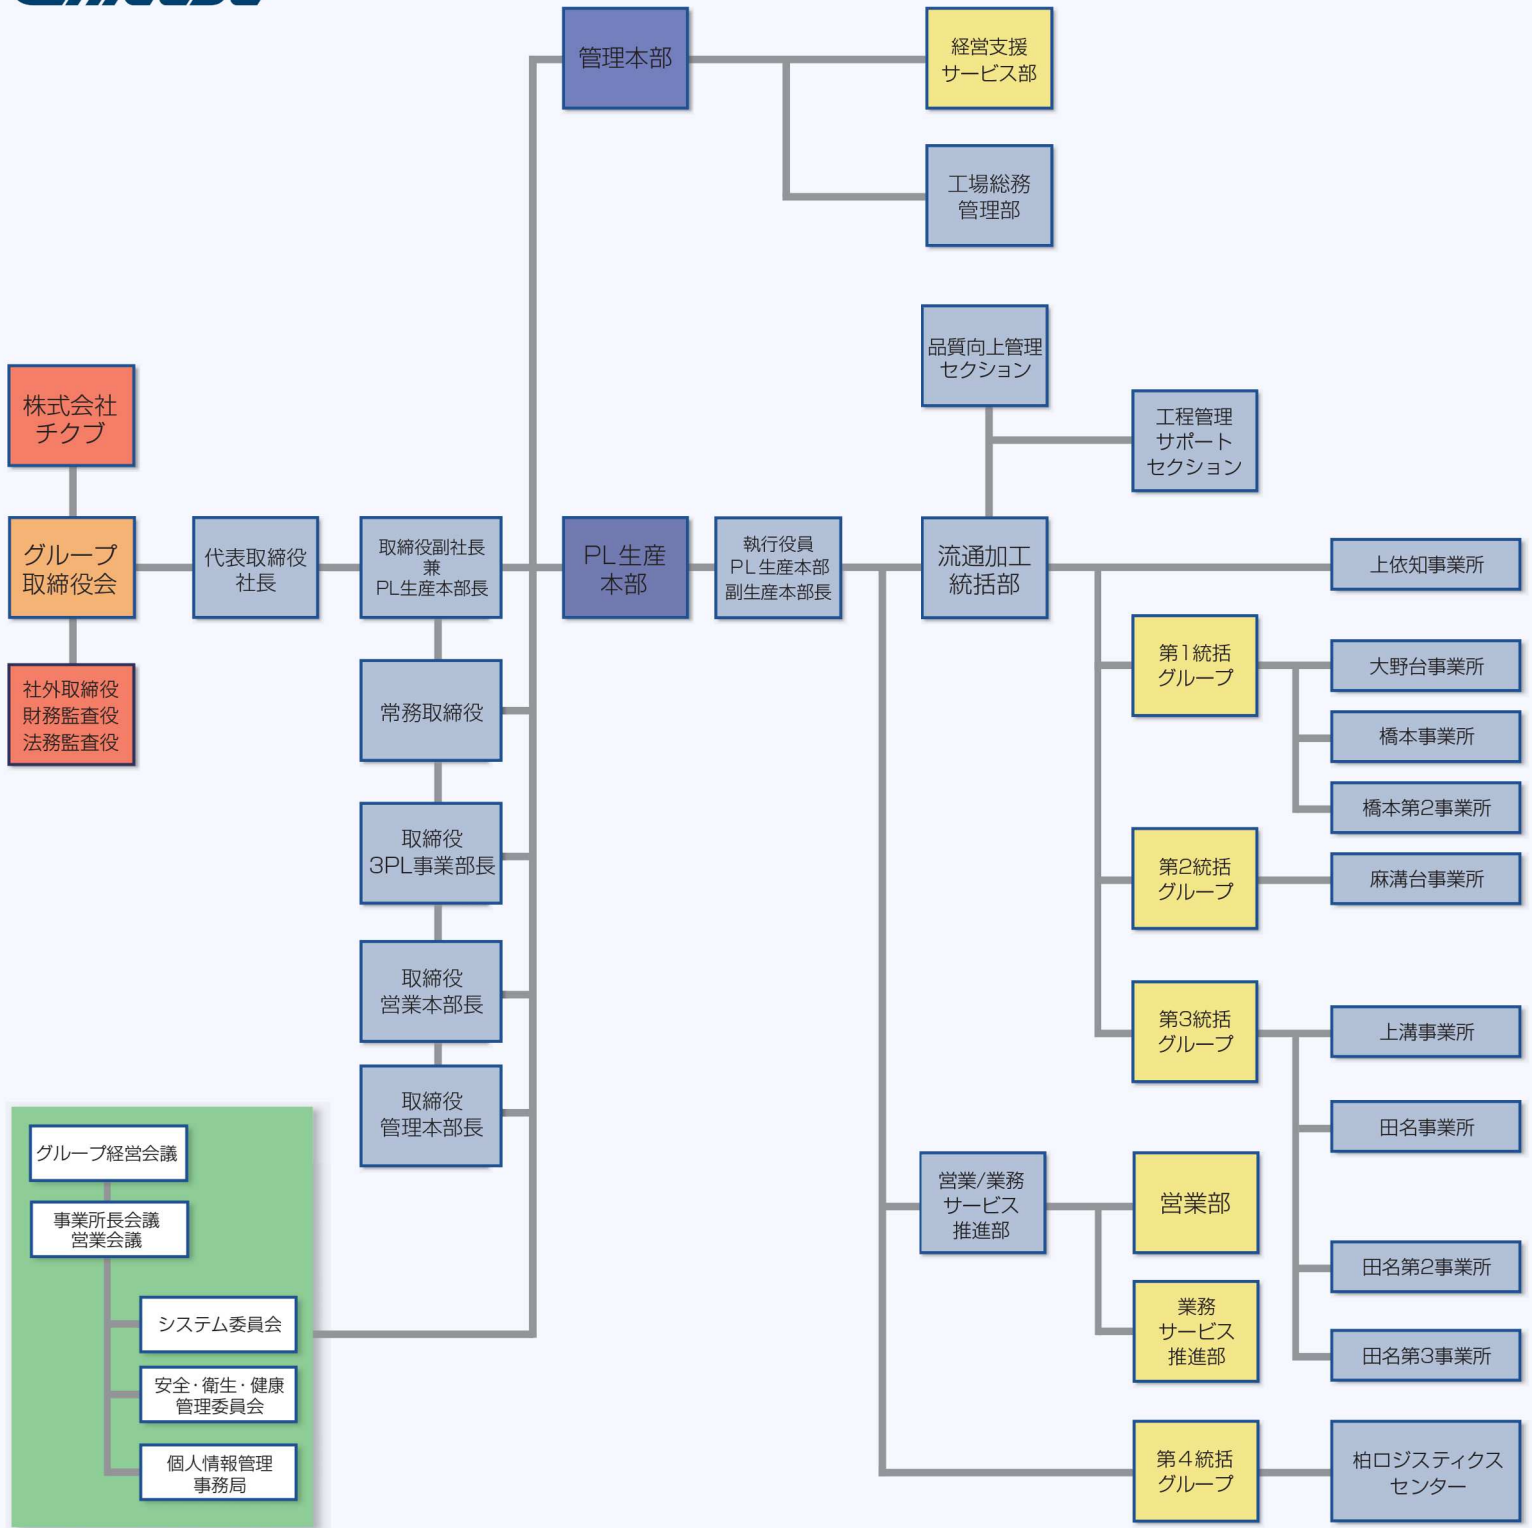 管理本部
経営支援
サービス部
工場総務
管理部
品質向上管理
セクション
工程管理
サポート
セクション
株式会社
チクブ
グループ
取締役会
社外取締役
財務監査役
法務監査役
代表取締役
社長
取締役副社長
兼
PL生産本部長
常務取締役
取締役
3PL事業部長
取締役
営業本部長
取締役
管理本部長
PL生産
本部
執行役員
PL生産本部
副生産本部長
流通加工
統括部
上依知事業所
第1統括
グループ
大野台事業所
橋本事業所
橋本第2事業所
第2統括
グループ
麻溝台事業所
第3統括
グループ
上溝事業所
田名事業所
田名第2事業所
田名第3事業所
営業/業務
サービス
推進部
営業部
業務
サービス
推進部
第4統括
グループ
柏ロジスティクス
センター
グループ経営会議
事業所長会議
営業会議
システム委員会
安全・衛生・健康
管理委員会
個人情報管理
事務局